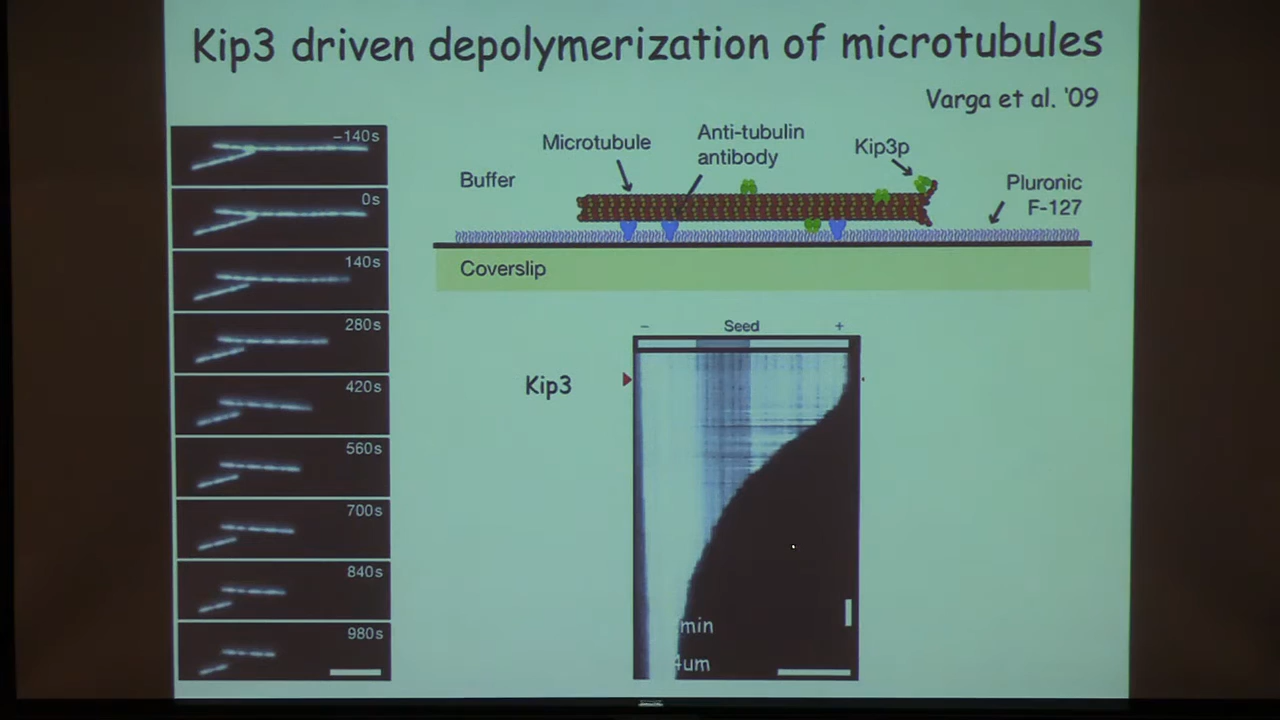 Kip3 driven depolymerization of microtubules
Varga et al. '09
−140s
0s
140s
280s
420s
560s
700s
840s
980s
Microtubule
Anti-tubulin
antibody
Kip3p
Buffer
Pluronic
F-127
Coverslip
− Seed +
Kip3
min
4um